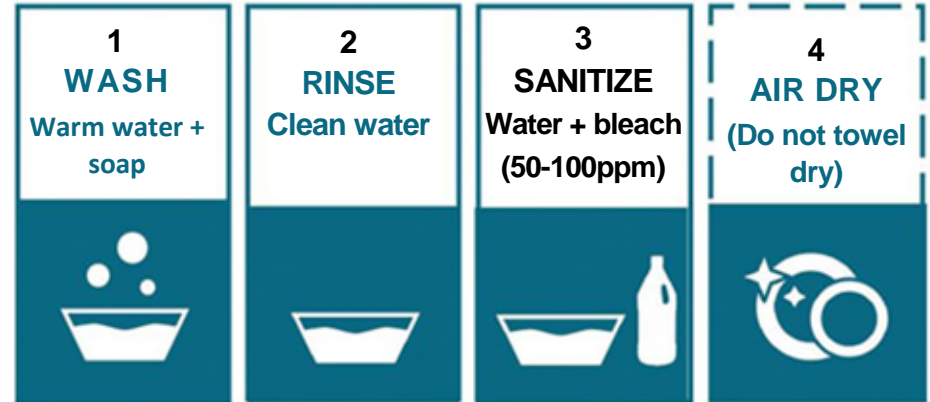 1
WASH
Warm water +
soap
2
RINSE
Clean water
3
SANITIZE
Water + bleach
(50-100ppm)
4
AIR DRY
(Do not towel
dry)